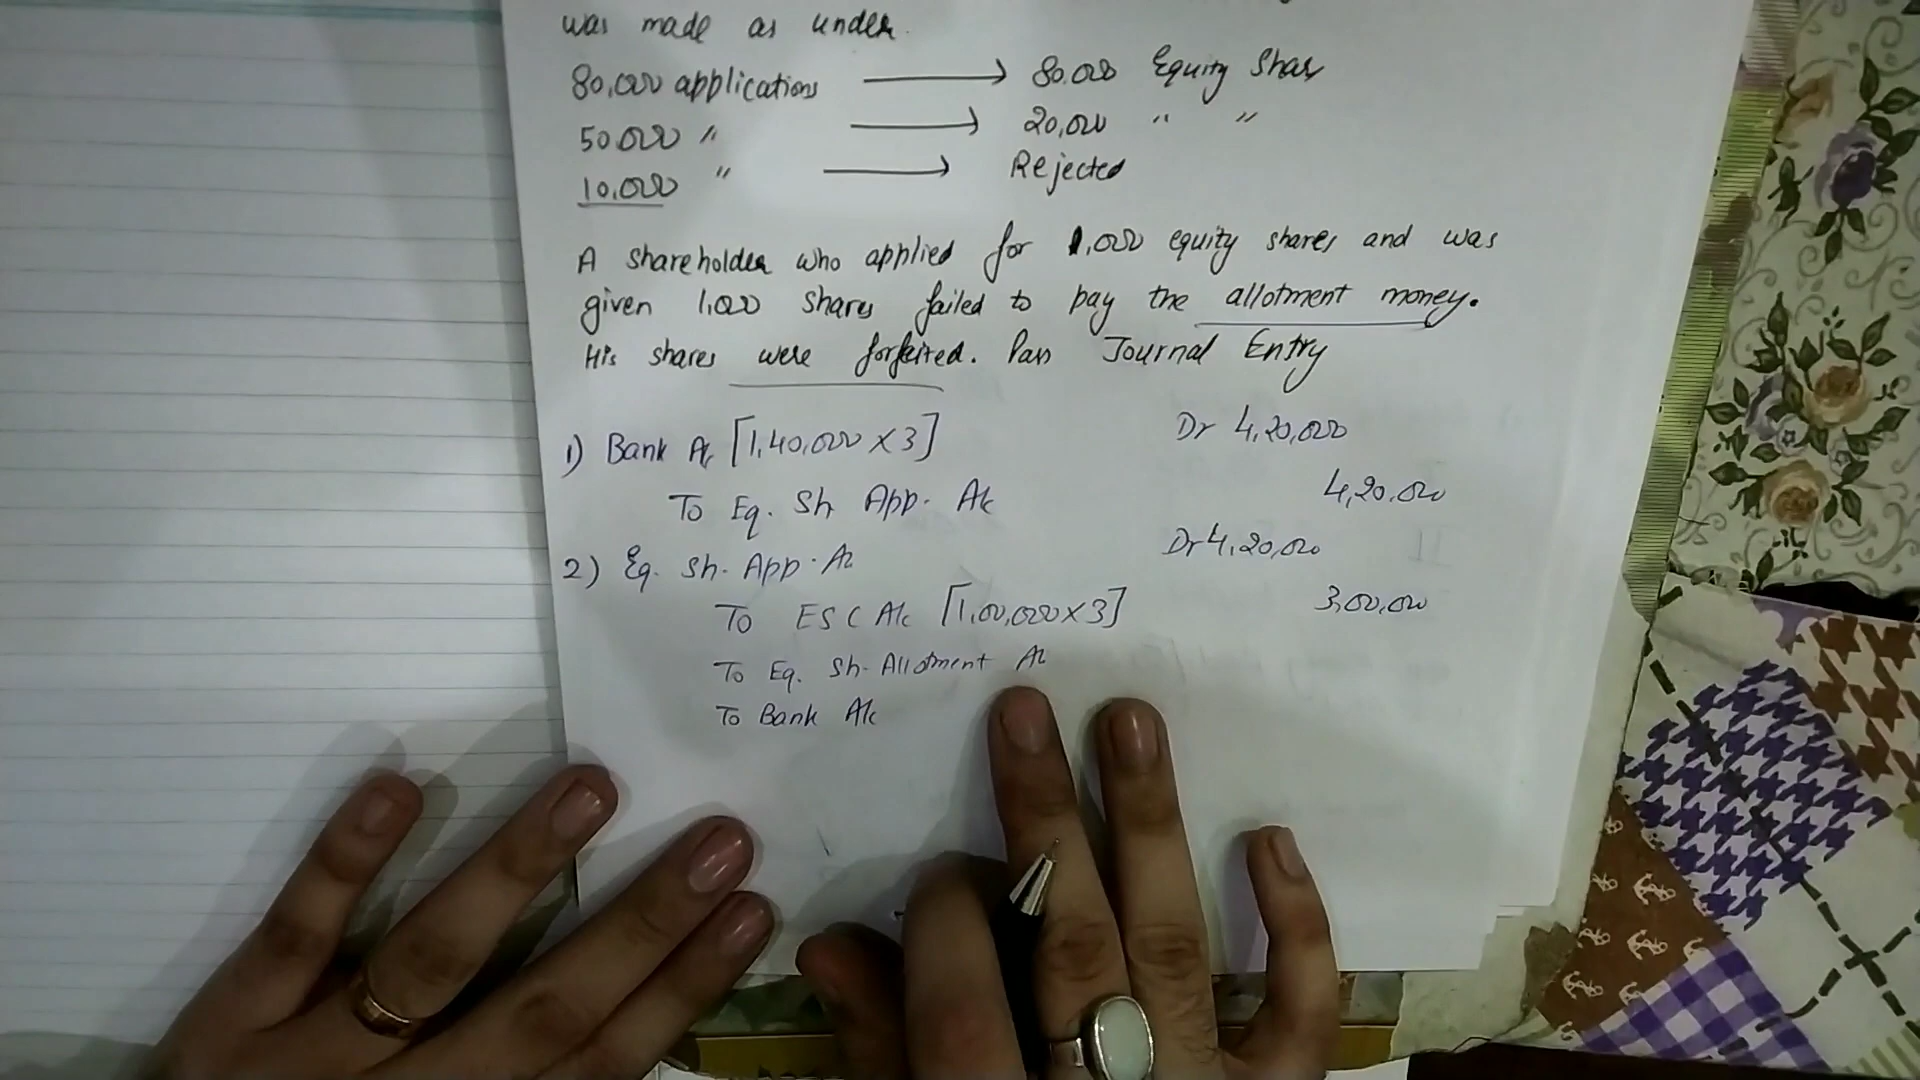 was made as under.
80,000 applications → 80,000 Equity Shar
50,000 " → 20,000 " "
10,000 " → Rejected
A shareholder who applied for 1,000 equity shares and was
given 1,000 shares failed to pay the allotment money.
His shares were forfeited. Pass Journal Entry
1) Bank A/c [1,40,000 X 3] Dr 4,20,000
To Eq. Sh App. A/c 4,20,000
2) Eq. Sh. App. A/c Dr 4,20,000
To ESC A/c [1,00,000 X 3] 3,00,000
To Eq. Sh-Allotment A/c
To Bank A/c